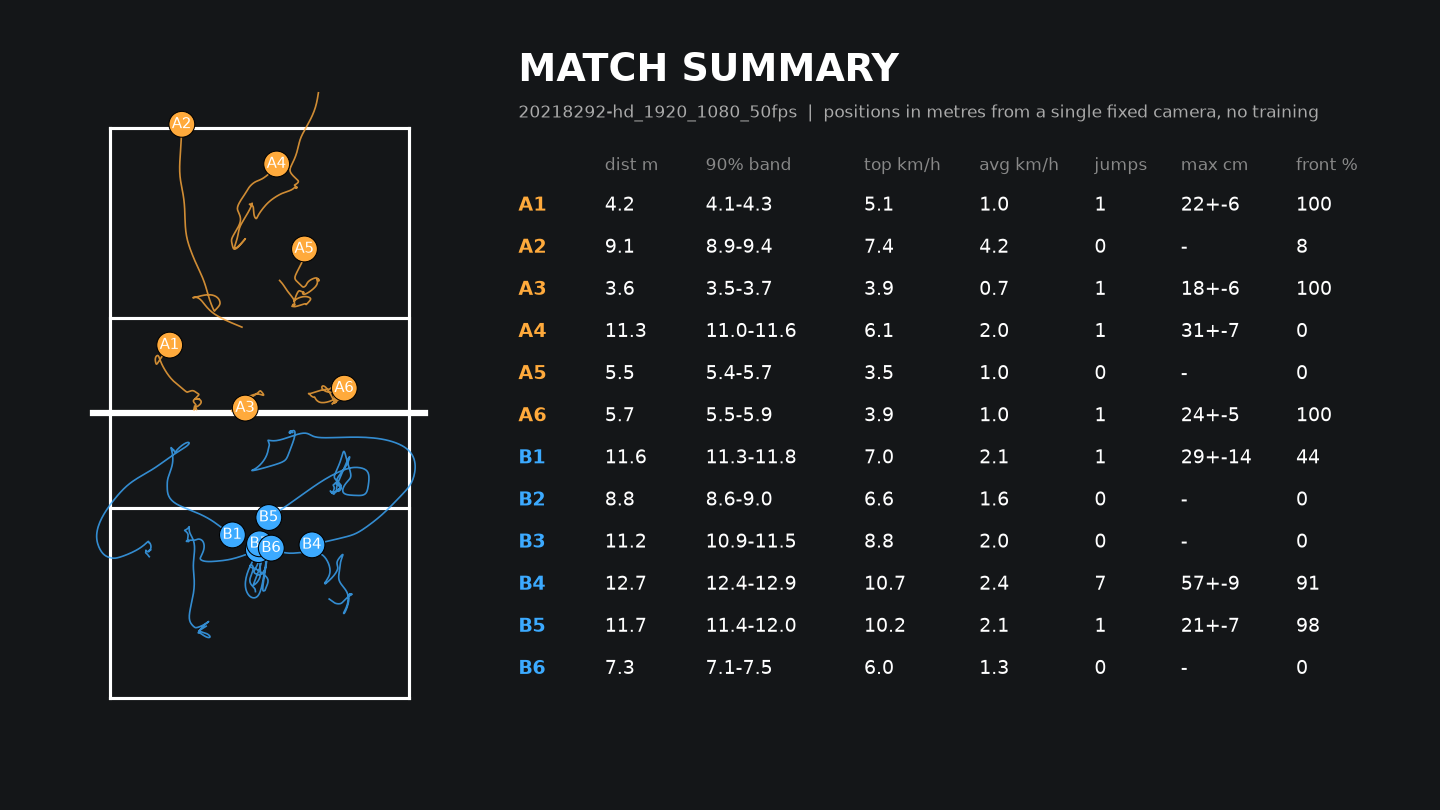 MATCH SUMMARY
20218292-hd_1920_1080_50fps | positions in metres from a single fixed camera, no training
dist m 90% band top km/h avg km/h jumps max cm front %
A1 4.2 4.1-4.3 5.1 1.0 1 22+-6 100
A2 9.1 8.9-9.4 7.4 4.2 0 - 8
A3 3.6 3.5-3.7 3.9 0.7 1 18+-6 100
A4 11.3 11.0-11.6 6.1 2.0 1 31+-7 0
A5 5.5 5.4-5.7 3.5 1.0 0 - 0
A6 5.7 5.5-5.9 3.9 1.0 1 24+-5 100
B1 11.6 11.3-11.8 7.0 2.1 1 29+-14 44
B2 8.8 8.6-9.0 6.6 1.6 0 - 0
B3 11.2 10.9-11.5 8.8 2.0 0 - 0
B4 12.7 12.4-12.9 10.7 2.4 7 57+-9 91
B5 11.7 11.4-12.0 10.2 2.1 1 21+-7 98
B6 7.3 7.1-7.5 6.0 1.3 0 - 0
A2
A4
A5
A1
A6
A3
B5
B1
B4
B6